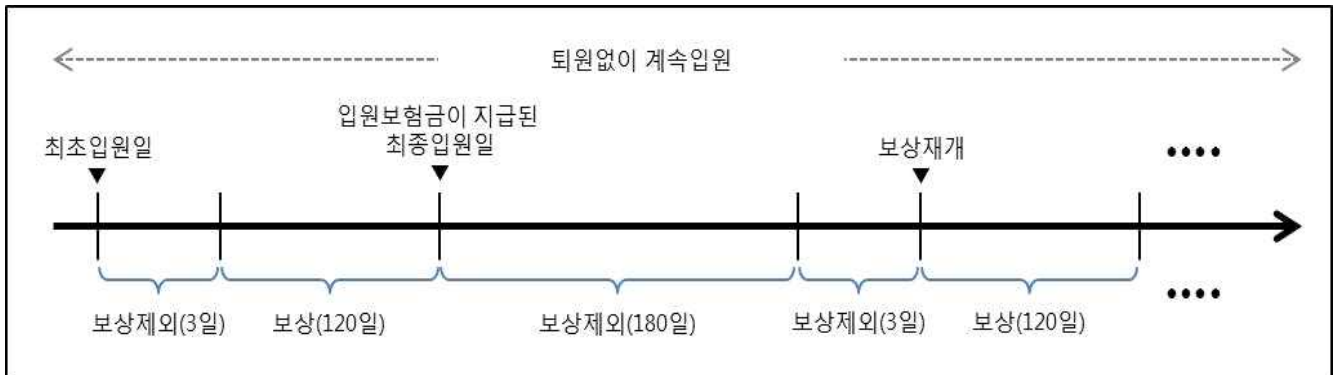 퇴원없이 계속입원
입원보험금이 지급된
최종입원일
최초입원일
보상재개
••••
••••
보상제외(3일)
보상(120일)
보상제외(180일)
보상제외(3일)
보상(120일)